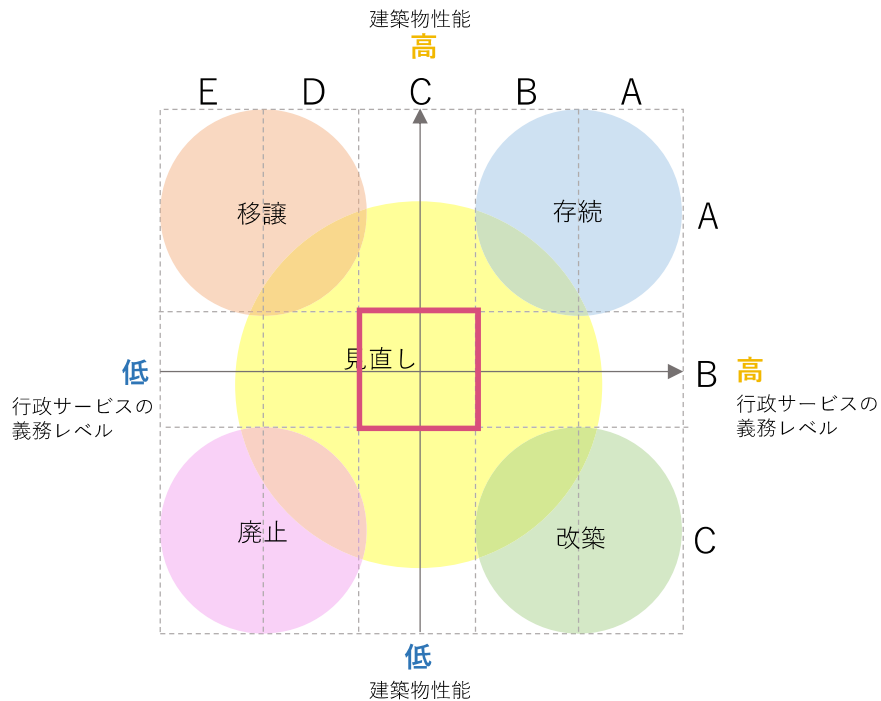 建築物性能
高
E D C B A
移譲
存続
A
見直し
低
B
高
行政サービスの
義務レベル
行政サービスの
義務レベル
廃止
改築
C
低
建築物性能